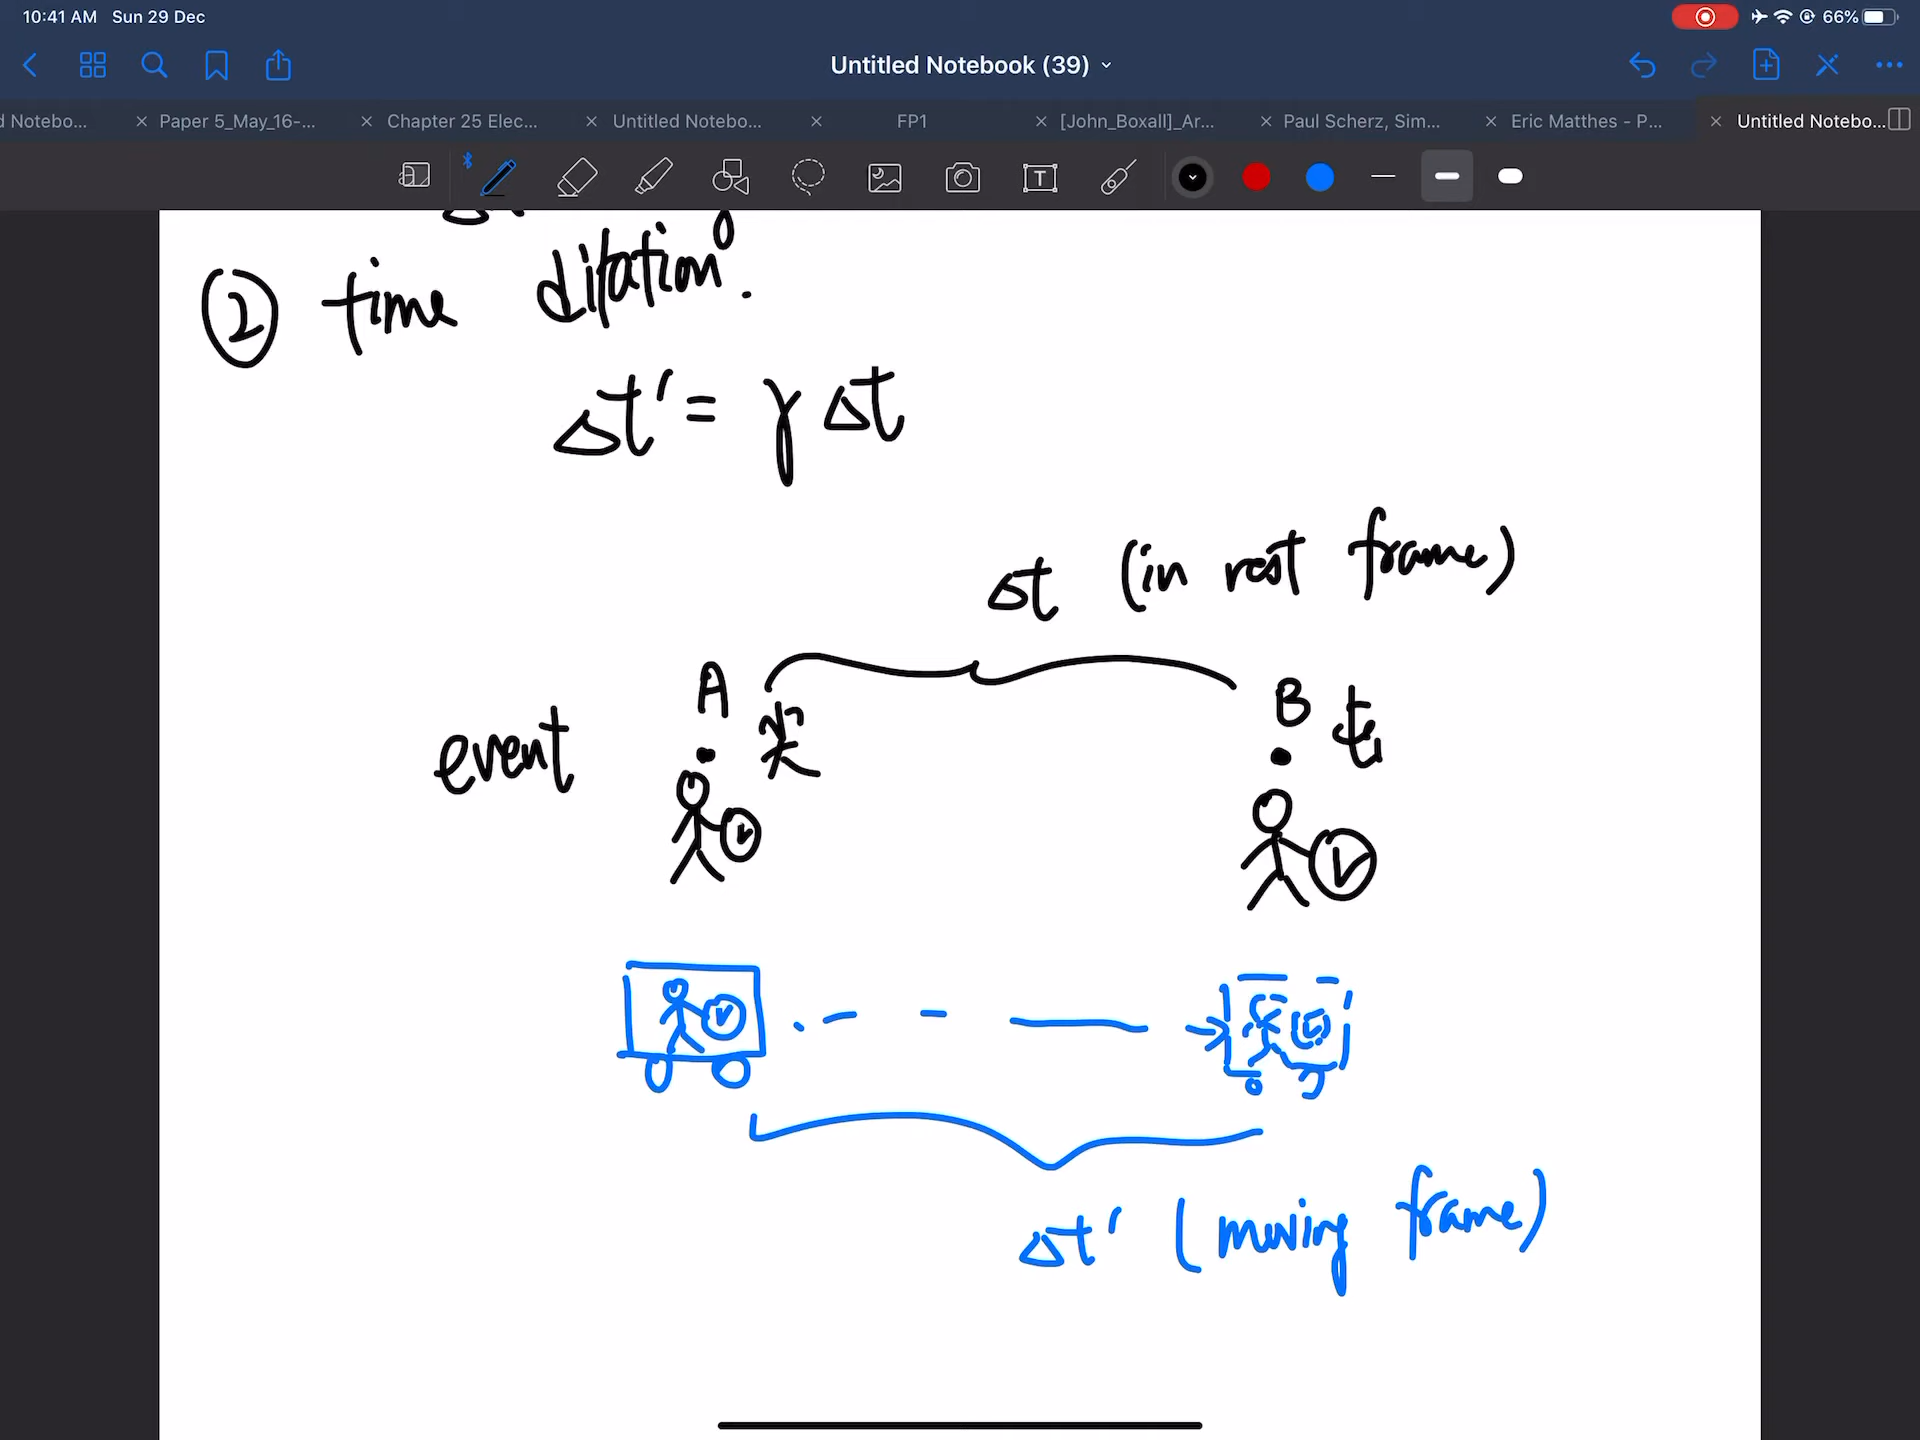 10:41 AM Sun 29 Dec
66%
Untitled Notebook (39)
d Notebo...
Paper 5_May_16-...
Chapter 25 Elec...
Untitled Notebo...
FP1
[John_Boxall]_Ar...
Paul Scherz, Sim...
Eric Matthes - P...
Untitled Notebo...
② time dilation.
Δt' = γ Δt
Δt (in rest frame)
A
B
event
Δt' (moving frame)